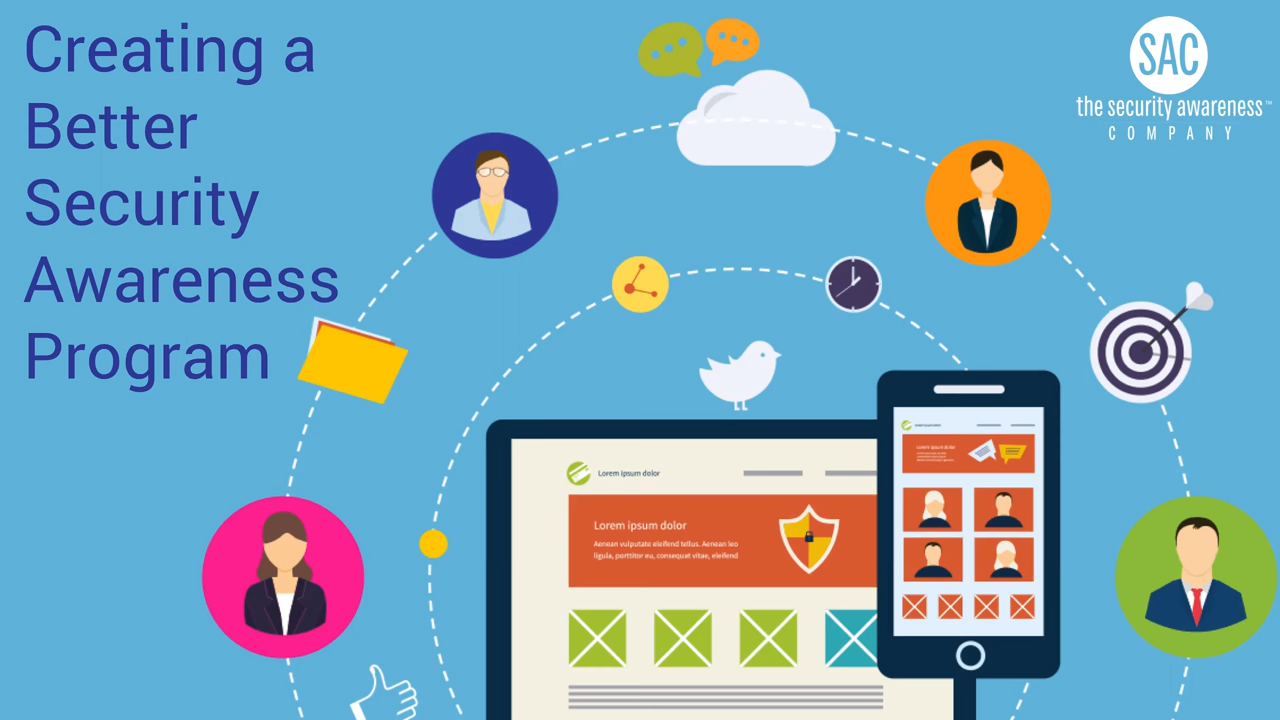 Creating a
Better
Security
Awareness
Program
SAC
the security awareness™
COMPANY
Lorem ipsum dolor
Lorem ipsum dolor
Aenean vulputate eleifend tellus. Aenean leo
ligula, porttitor eu, consequat vitae, eleifend
Lorem ipsum dolor